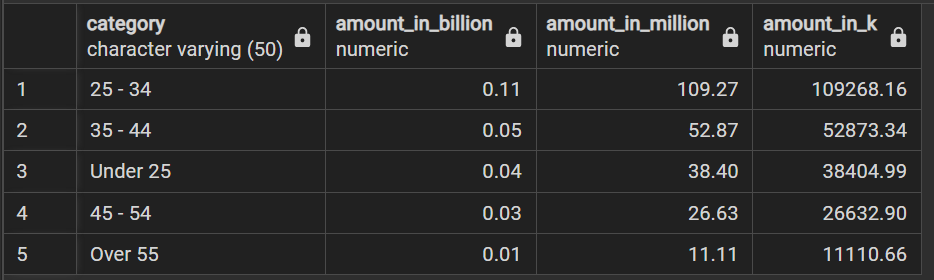 category amount_in_billion amount_in_million amount_in_k
character varying (50) numeric numeric numeric
1 25 - 34 0.11 109.27 109268.16
2 35 - 44 0.05 52.87 52873.34
3 Under 25 0.04 38.40 38404.99
4 45 - 54 0.03 26.63 26632.90
5 Over 55 0.01 11.11 11110.66